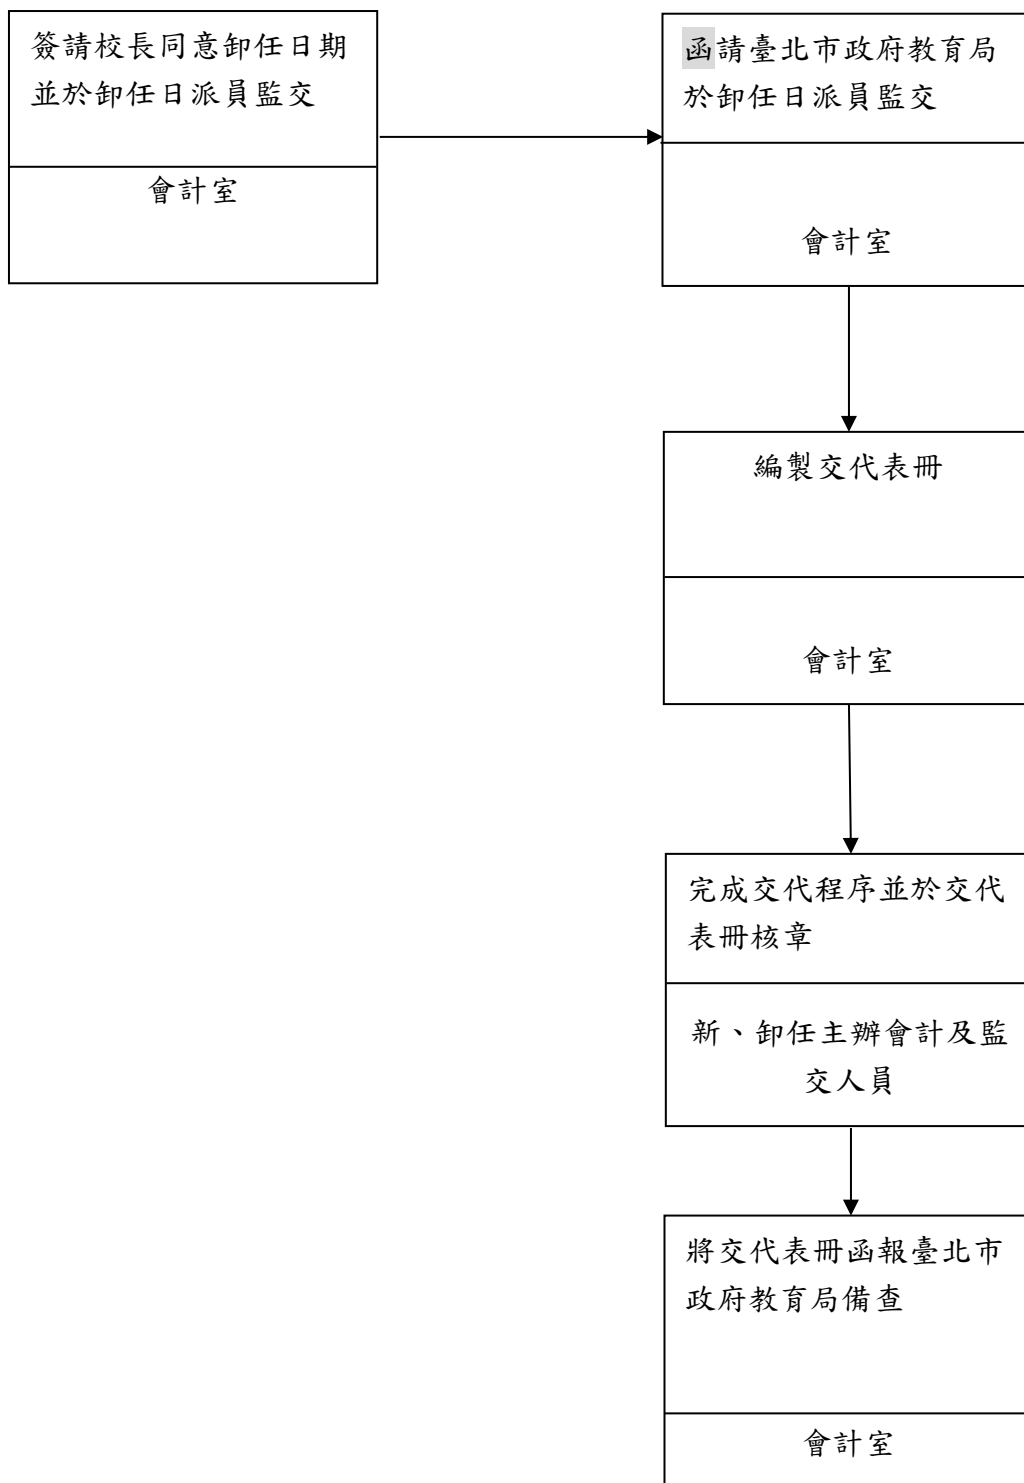 簽請校長同意卸任日期
並於卸任日派員監交
會計室
函請臺北市政府教育局
於卸任日派員監交
會計室
編製交代表冊
會計室
完成交代程序並於交代
表冊核章
新、卸任主辦會計及監
交人員
將交代表冊函報臺北市
政府教育局備查
會計室